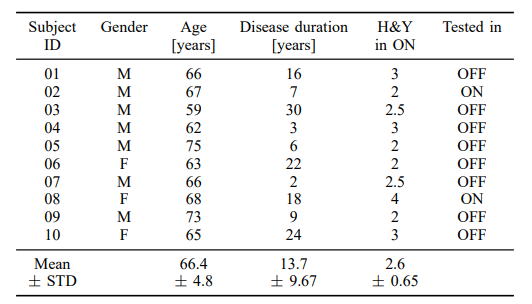 Subject Gender Age Disease duration H&Y Tested in
ID [years] [years] in ON
01 M 66 16 3 OFF
02 M 67 7 2 ON
03 M 59 30 2.5 OFF
04 M 62 3 3 OFF
05 M 75 6 2 OFF
06 F 63 22 2 OFF
07 M 66 2 2.5 OFF
08 F 68 18 4 ON
09 M 73 9 2 OFF
10 F 65 24 3 OFF
Mean 66.4 13.7 2.6
± STD ± 4.8 ± 9.67 ± 0.65